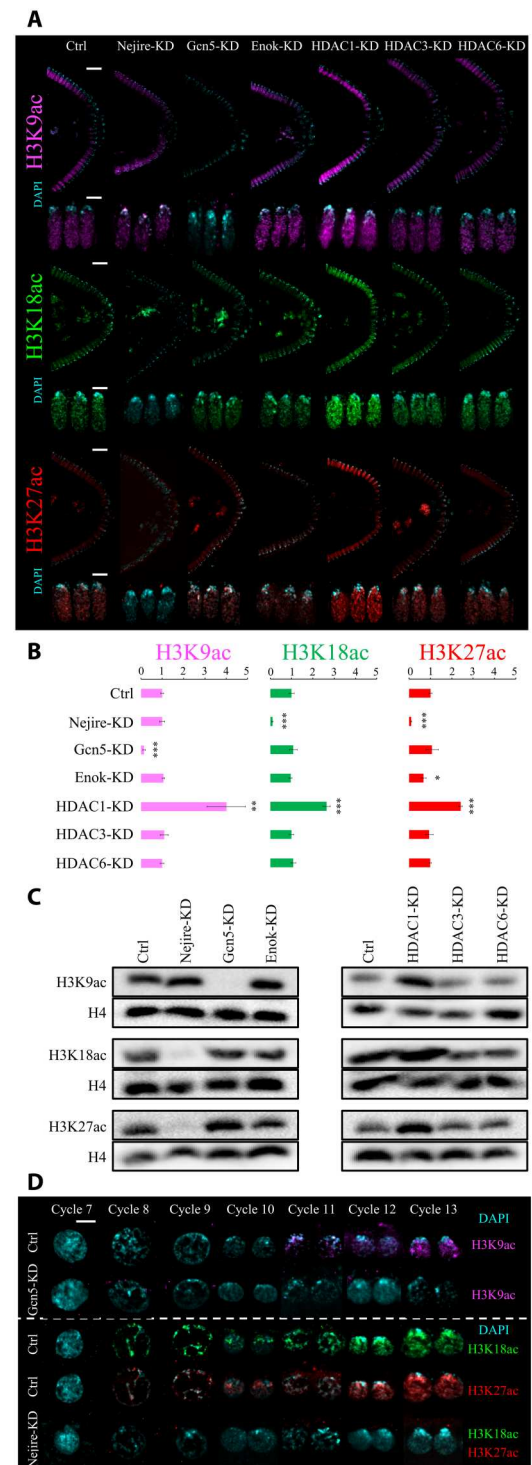 A
Ctrl Nejire-KD Gcn5-KD Enok-KD HDAC1-KD HDAC3-KD HDAC6-KD
H3K9ac
DAPI
H3K18ac
DAPI
H3K27ac
DAPI
B
H3K9ac H3K18ac H3K27ac
0 1 2 3 4 5 0 1 2 3 4 5 0 1 2 3 4 5
Ctrl
Nejire-KD *** ***
Gcn5-KD ***
Enok-KD *
HDAC1-KD ** *** ***
HDAC3-KD
HDAC6-KD
C
Ctrl Nejire-KD Gcn5-KD Enok-KD Ctrl HDAC1-KD HDAC3-KD HDAC6-KD
H3K9ac
H4
H3K18ac
H4
H3K27ac
H4
D
Cycle 7 Cycle 8 Cycle 9 Cycle 10 Cycle 11 Cycle 12 Cycle 13 DAPI
Ctrl H3K9ac
Gcn5-KD H3K9ac
DAPI
Ctrl H3K18ac
Ctrl H3K27ac
Nejire-KD H3K18ac
H3K27ac